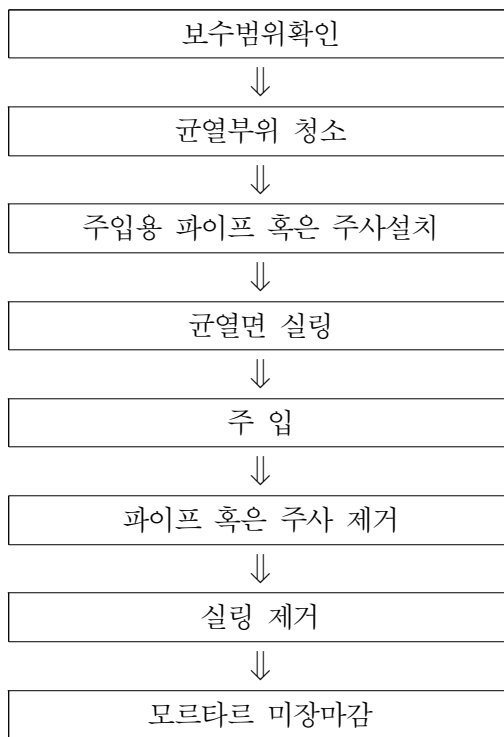 보수범위확인
⇓
균열부위 청소
⇓
주입용 파이프 혹은 주사설치
⇓
균열면 실링
⇓
주 입
⇓
파이프 혹은 주사 제거
⇓
실링 제거
⇓
모르타르 미장마감